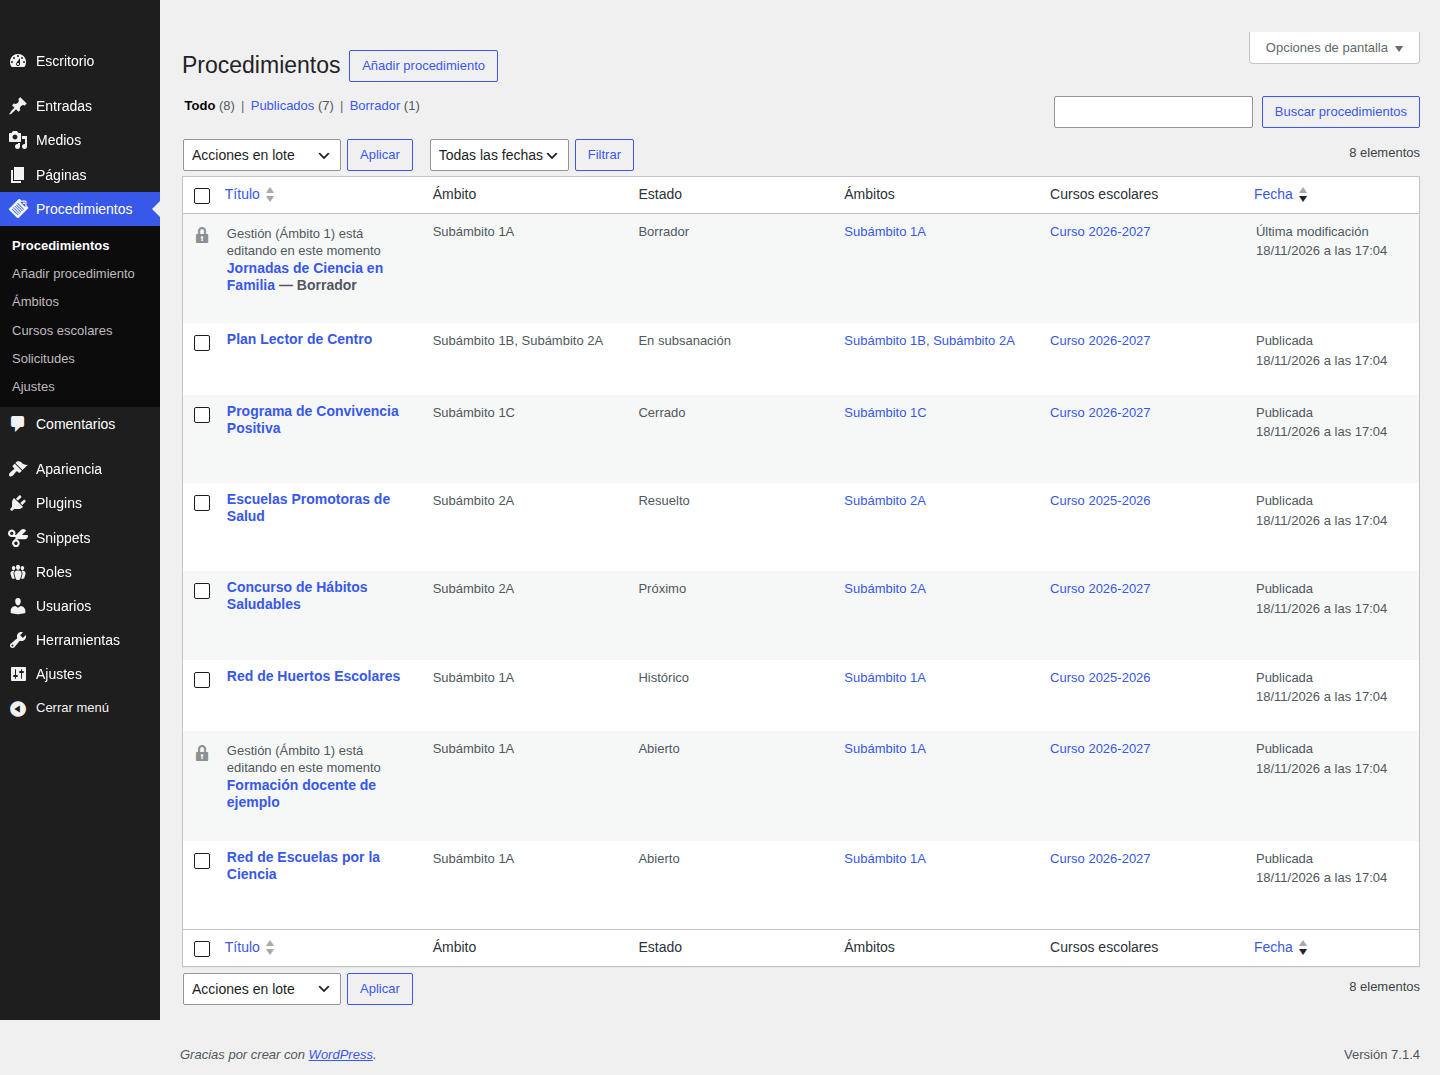 Escritorio
Entradas
Medios
Páginas
Procedimientos
Procedimientos
Añadir procedimiento
Ámbitos
Cursos escolares
Solicitudes
Ajustes
Comentarios
Apariencia
Plugins
Snippets
Roles
Usuarios
Herramientas
Ajustes
Cerrar menú
Opciones de pantalla
Procedimientos Añadir procedimiento
Todo (8) | Publicados (7) | Borrador (1)
Buscar procedimientos
Acciones en lote Aplicar Todas las fechas Filtrar 8 elementos
Título Ámbito Estado Ámbitos Cursos escolares Fecha
Gestión (Ámbito 1) está Subámbito 1A Borrador Subámbito 1A Curso 2026-2027 Última modificación
editando en este momento 18/11/2026 a las 17:04
Jornadas de Ciencia en
Familia — Borrador
Plan Lector de Centro Subámbito 1B, Subámbito 2A En subsanación Subámbito 1B, Subámbito 2A Curso 2026-2027 Publicada
18/11/2026 a las 17:04
Programa de Convivencia Subámbito 1C Cerrado Subámbito 1C Curso 2026-2027 Publicada
Positiva 18/11/2026 a las 17:04
Escuelas Promotoras de Subámbito 2A Resuelto Subámbito 2A Curso 2025-2026 Publicada
Salud 18/11/2026 a las 17:04
Concurso de Hábitos Subámbito 2A Próximo Subámbito 2A Curso 2026-2027 Publicada
Saludables 18/11/2026 a las 17:04
Red de Huertos Escolares Subámbito 1A Histórico Subámbito 1A Curso 2025-2026 Publicada
18/11/2026 a las 17:04
Gestión (Ámbito 1) está Subámbito 1A Abierto Subámbito 1A Curso 2026-2027 Publicada
editando en este momento 18/11/2026 a las 17:04
Formación docente de
ejemplo
Red de Escuelas por la Subámbito 1A Abierto Subámbito 1A Curso 2026-2027 Publicada
Ciencia 18/11/2026 a las 17:04
Título Ámbito Estado Ámbitos Cursos escolares Fecha
Acciones en lote Aplicar 8 elementos
Gracias por crear con WordPress. Versión 7.1.4